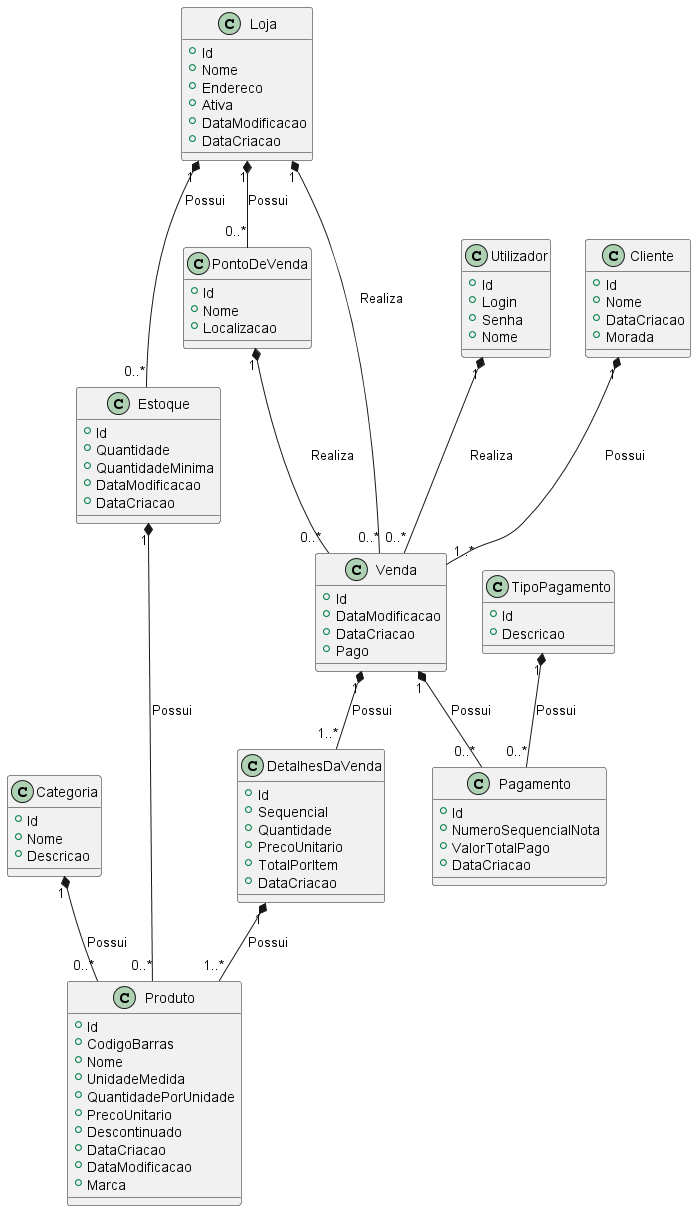 C Loja
Id
Nome
Endereco
Ativa
DataModificacao
DataCriacao
1 1 1
Possui Possui
0..*
C PontoDeVenda
Id
Nome
Localizacao
C Utilizador
Id
Login
Senha
Nome
C Cliente
Id
Nome
DataCriacao
Morada
Realiza
1 1 1
0..*
C Estoque
Id
Quantidade
QuantidadeMinima
DataModificacao
DataCriacao
Realiza Realiza Possui
1
0..* 0..* 0..* 1..*
C Venda
Id
DataModificacao
DataCriacao
Pago
C TipoPagamento
Id
Descricao
1 1 1
Possui Possui Possui Possui
1..* 0..* 0..*
C DetalhesDaVenda
Id
Sequencial
Quantidade
PrecoUnitario
TotalPorItem
DataCriacao
C Pagamento
Id
NumeroSequencialNota
ValorTotalPago
DataCriacao
C Categoria
Id
Nome
Descricao
1 1
Possui Possui
0..* 0..* 1..*
C Produto
Id
CodigoBarras
Nome
UnidadeMedida
QuantidadePorUnidade
PrecoUnitario
Descontinuado
DataCriacao
DataModificacao
Marca